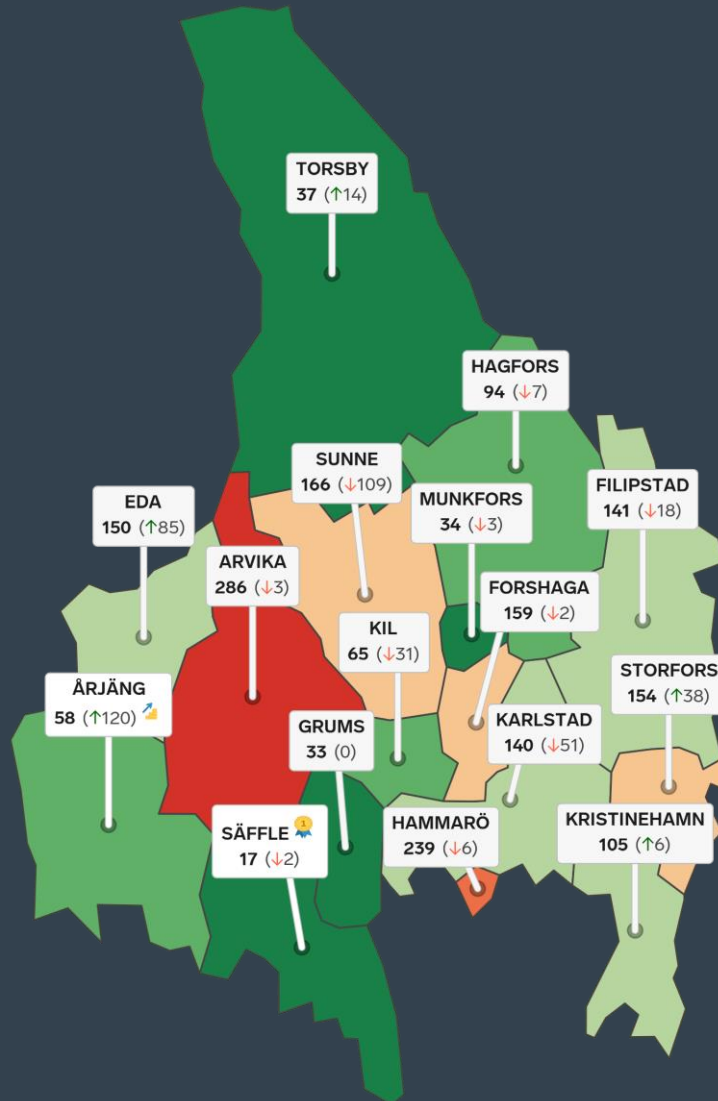 TORSBY
37 (↑14)
HAGFORS
94 (↓7)
SUNNE
166 (↓109)
FILIPSTAD
141 (↓18)
EDA
150 (↑85)
MUNKFORS
34 (↓3)
ARVIKA
286 (↓3)
FORSHAGA
159 (↓2)
KIL
65 (↓31)
STORFORS
154 (↑38)
ÅRJÄNG
58 (↑120)
GRUMS
33 (0)
KARLSTAD
140 (↓51)
SÄFFLE
1
17 (↓2)
HAMMARÖ
239 (↓6)
KRISTINEHAMN
105 (↑6)